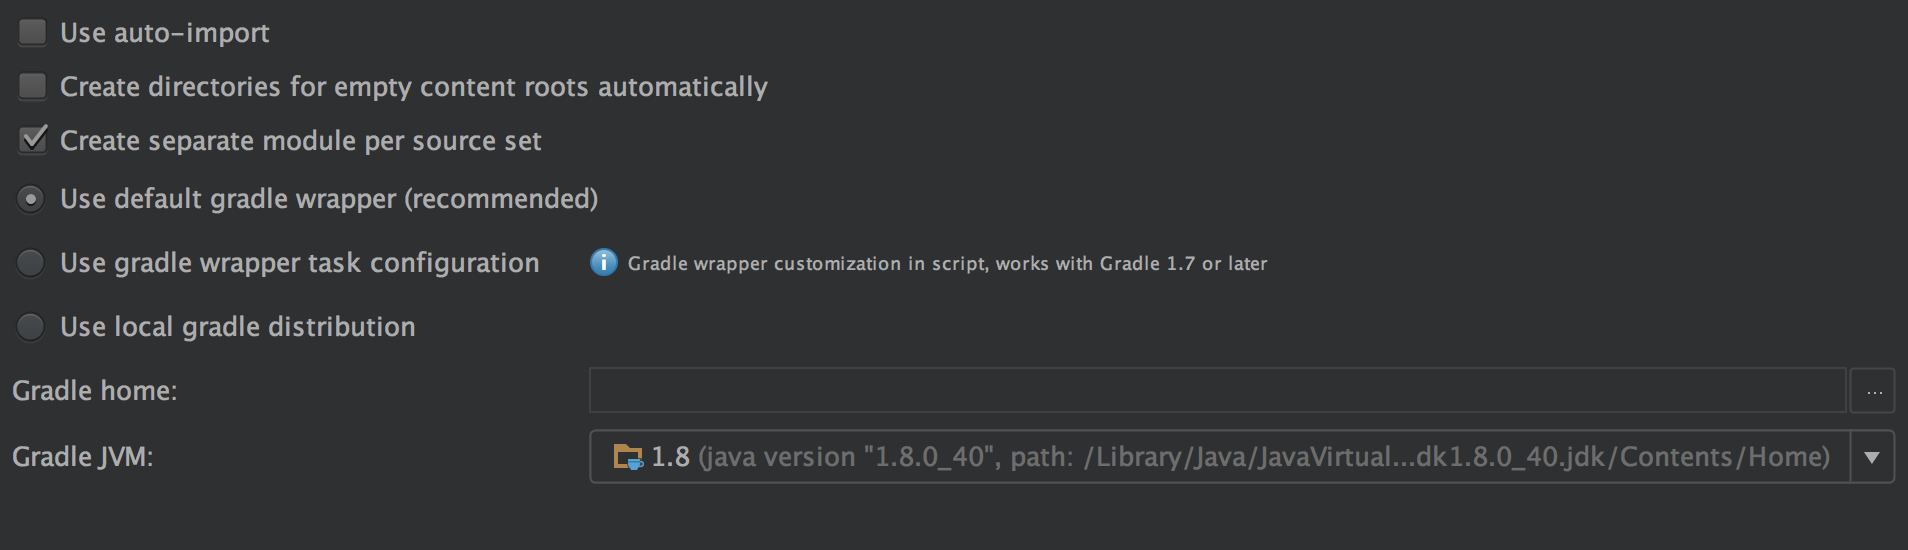 Use auto-import
Create directories for empty content roots automatically
Create separate module per source set
Use default gradle wrapper (recommended)
Use gradle wrapper task configuration
Gradle wrapper customization in script, works with Gradle 1.7 or later
Use local gradle distribution
Gradle home:
...
Gradle JVM:
1.8 (java version "1.8.0_40", path: /Library/Java/JavaVirtual...dk1.8.0_40.jdk/Contents/Home)